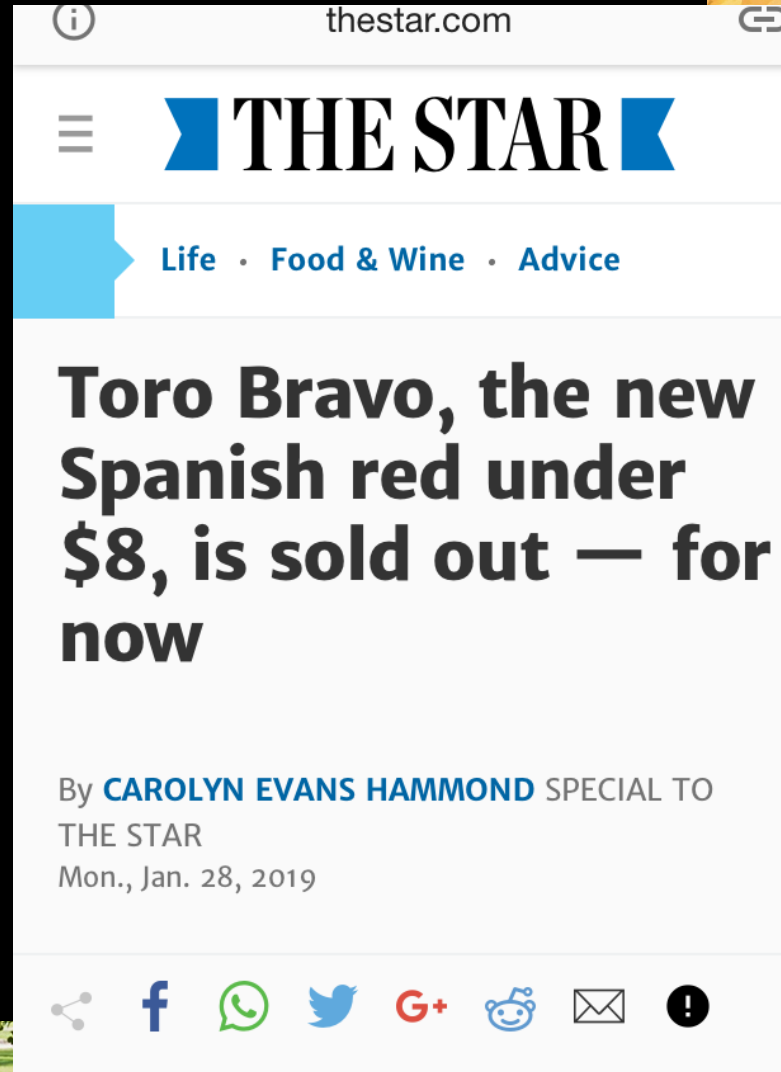 thestar.com
THE STAR
Life • Food & Wine • Advice
Toro Bravo, the new
Spanish red under
$8, is sold out — for
now
By CAROLYN EVANS HAMMOND SPECIAL TO
THE STAR
Mon., Jan. 28, 2019
f G+